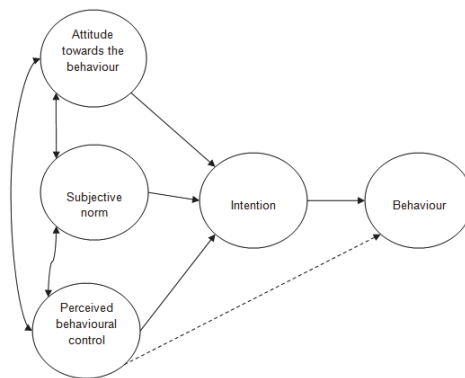 Attitude
towards the
behaviour
Subjective
norm
Intention
Behaviour
Perceived
behavioural
control